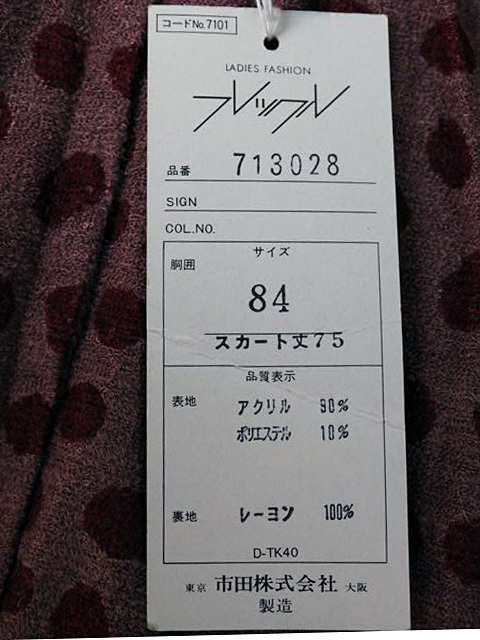 コードNo.7101
LADIES FASHION
フレックル
品番 713028
SIGN
COL.NO.
サイズ
胸囲
84
スカート丈75
品質表示
表地 アクリル 90%
ポリエステル 10%
裏地 レーヨン 100%
D-TK40
東京 市田株式会社 大阪
製造